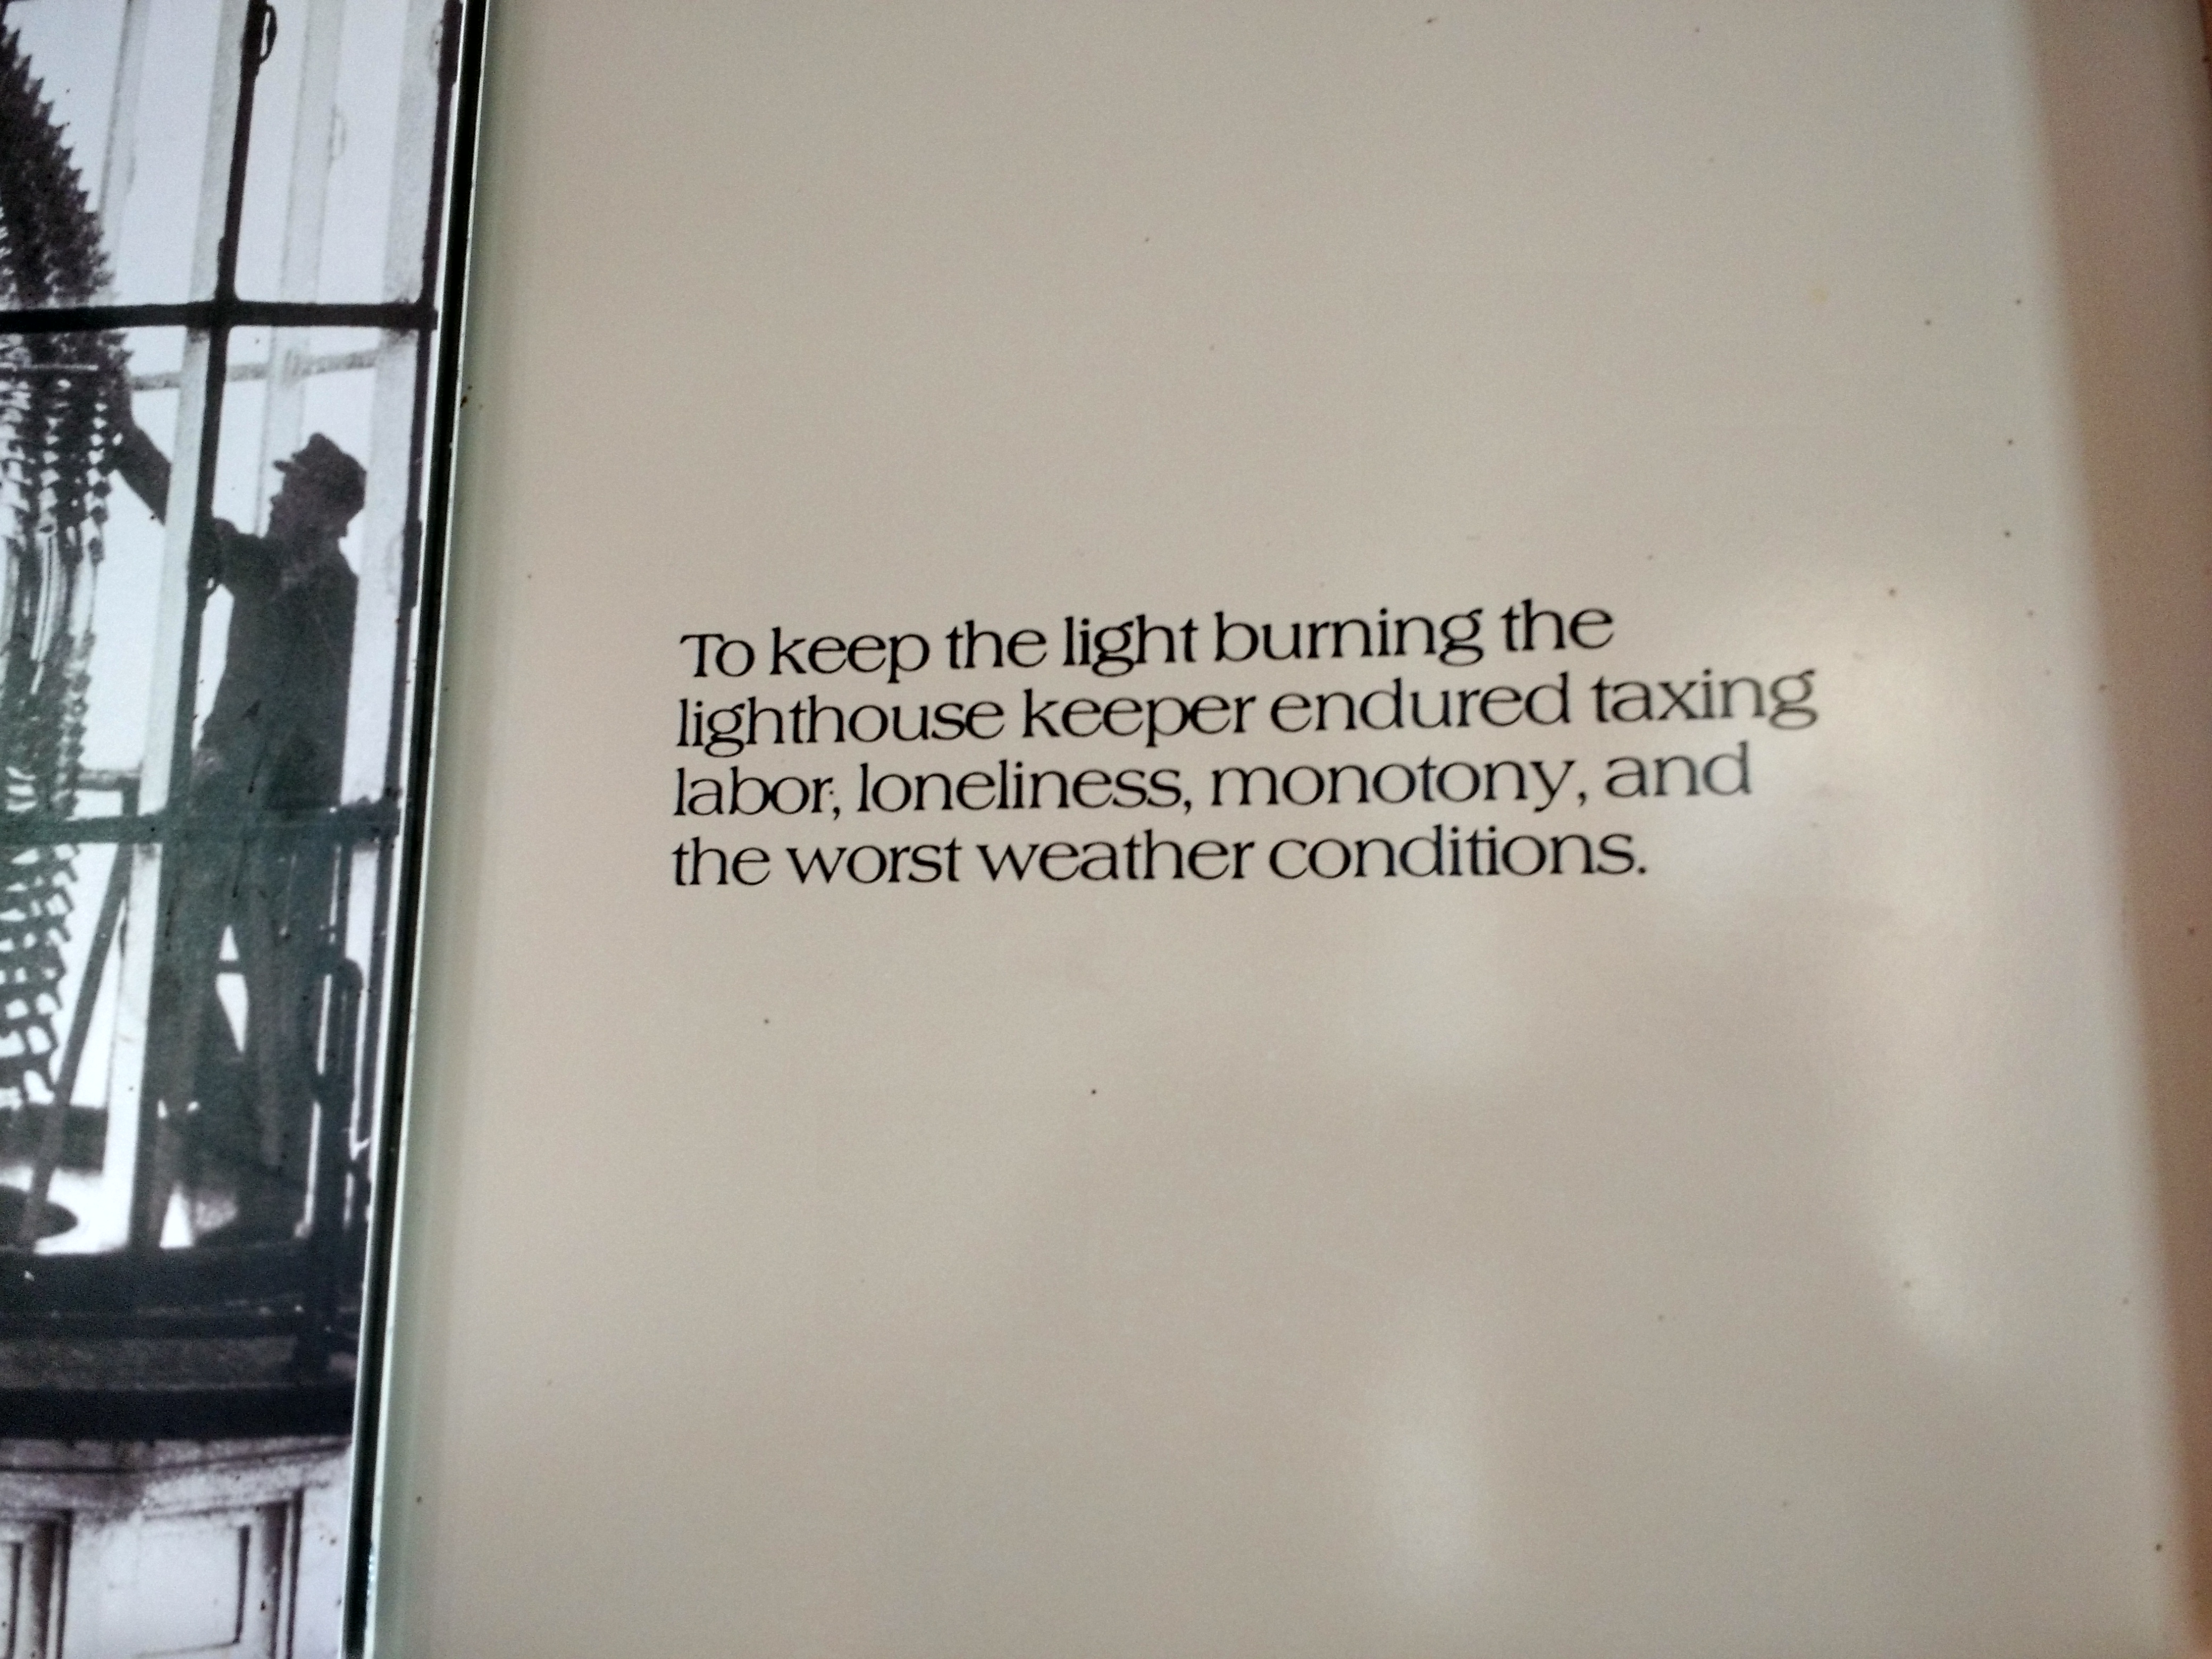 To keep the light burning the
lighthouse keeper endured taxing
labor, loneliness, monotony, and
the worst weather conditions.